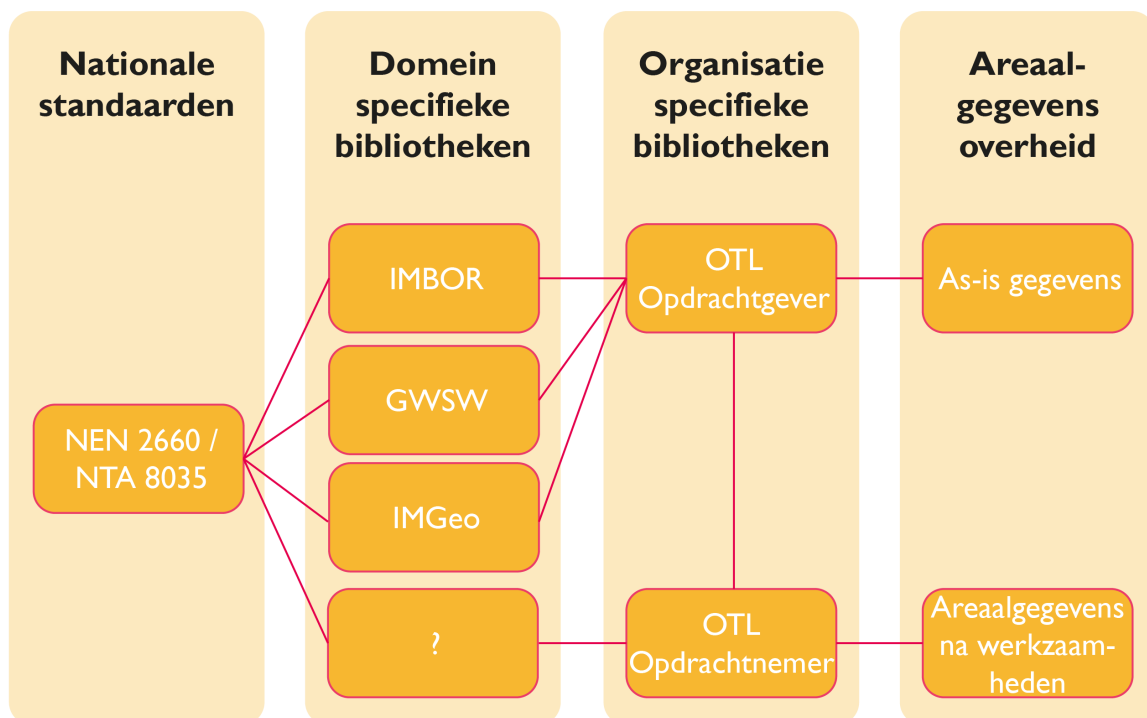 Nationale
standaarden
Domein
specifieke
bibliotheken
Organisatie
specifieke
bibliotheken
Areaal-
gegevens
overheid
NEN 2660 /
NTA 8035
IMBOR
GWSW
IMGeo
?
OTL
Opdrachtgever
OTL
Opdrachtnemer
As-is gegevens
Areaalgegevens
na werkzaam-
heden